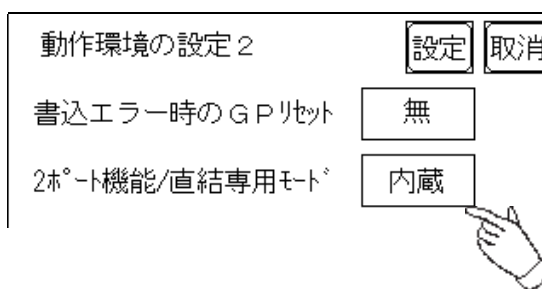 動作環境の設定2 設定 取消
書込エラー時のGPリセット 無
2ポート機能/直結専用モード 内蔵